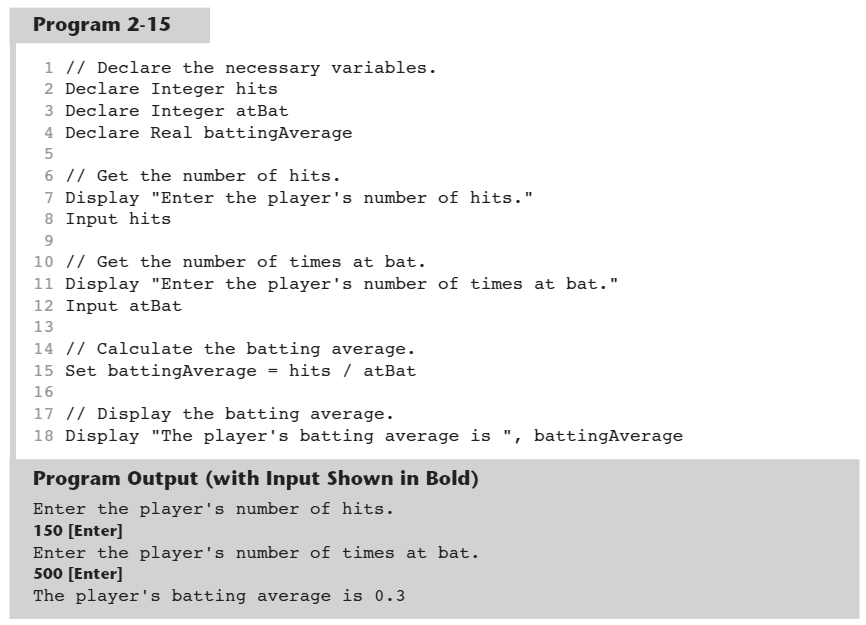 Program 2-15
1 // Declare the necessary variables.
2 Declare Integer hits
3 Declare Integer atBat
4 Declare Real battingAverage
5
6 // Get the number of hits.
7 Display "Enter the player's number of hits."
8 Input hits
9
10 // Get the number of times at bat.
11 Display "Enter the player's number of times at bat."
12 Input atBat
13
14 // Calculate the batting average.
15 Set battingAverage = hits / atBat
16
17 // Display the batting average.
18 Display "The player's batting average is ", battingAverage
Program Output (with Input Shown in Bold)
Enter the player's number of hits.
150 [Enter]
Enter the player's number of times at bat.
500 [Enter]
The player's batting average is 0.3